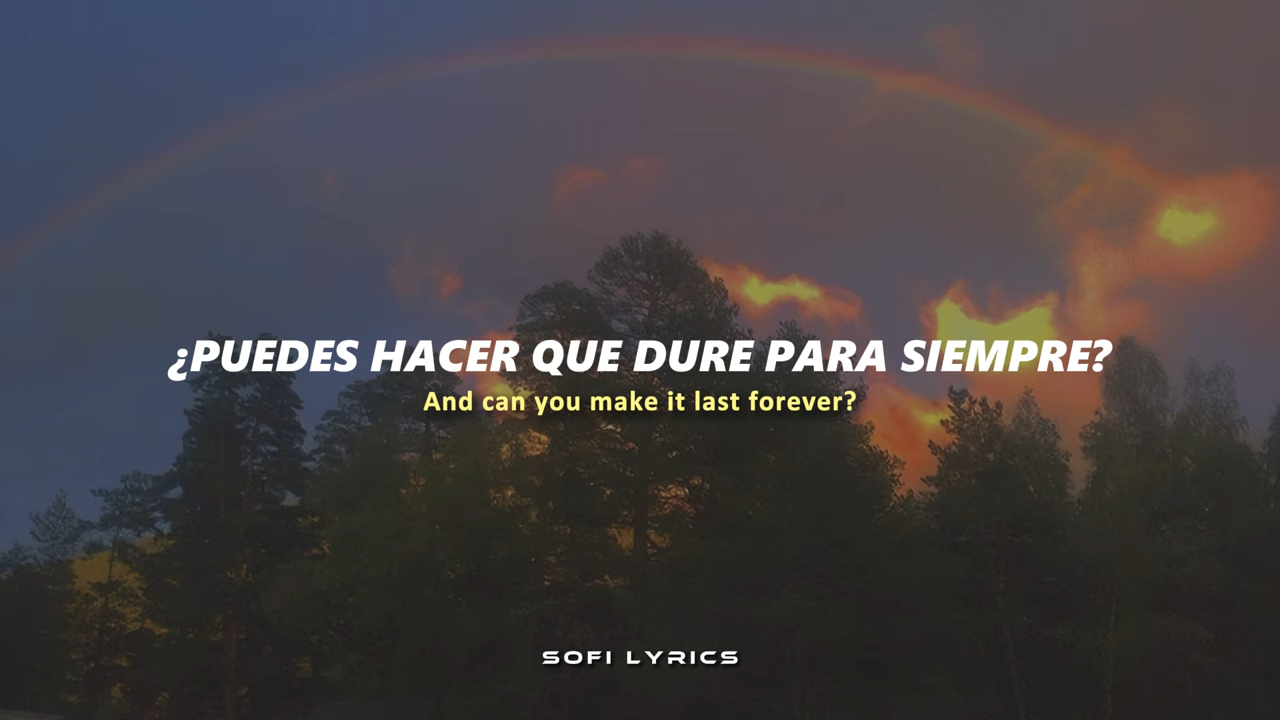 ¿PUEDES HACER QUE DURE PARA SIEMPRE?
And can you make it last forever?
SOFI LYRICS